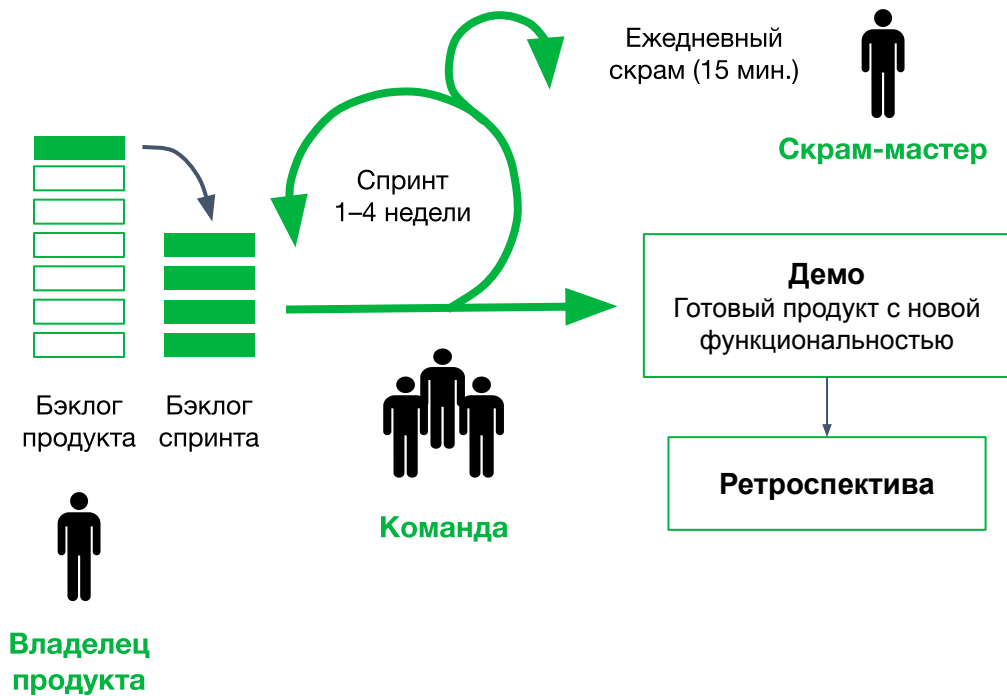 Ежедневный
скрам (15 мин.)
Скрам-мастер
Спринт
1–4 недели
Демо
Готовый продукт с новой
функциональностью
Бэклог
продукта
Бэклог
спринта
Ретроспектива
Команда
Владелец
продукта